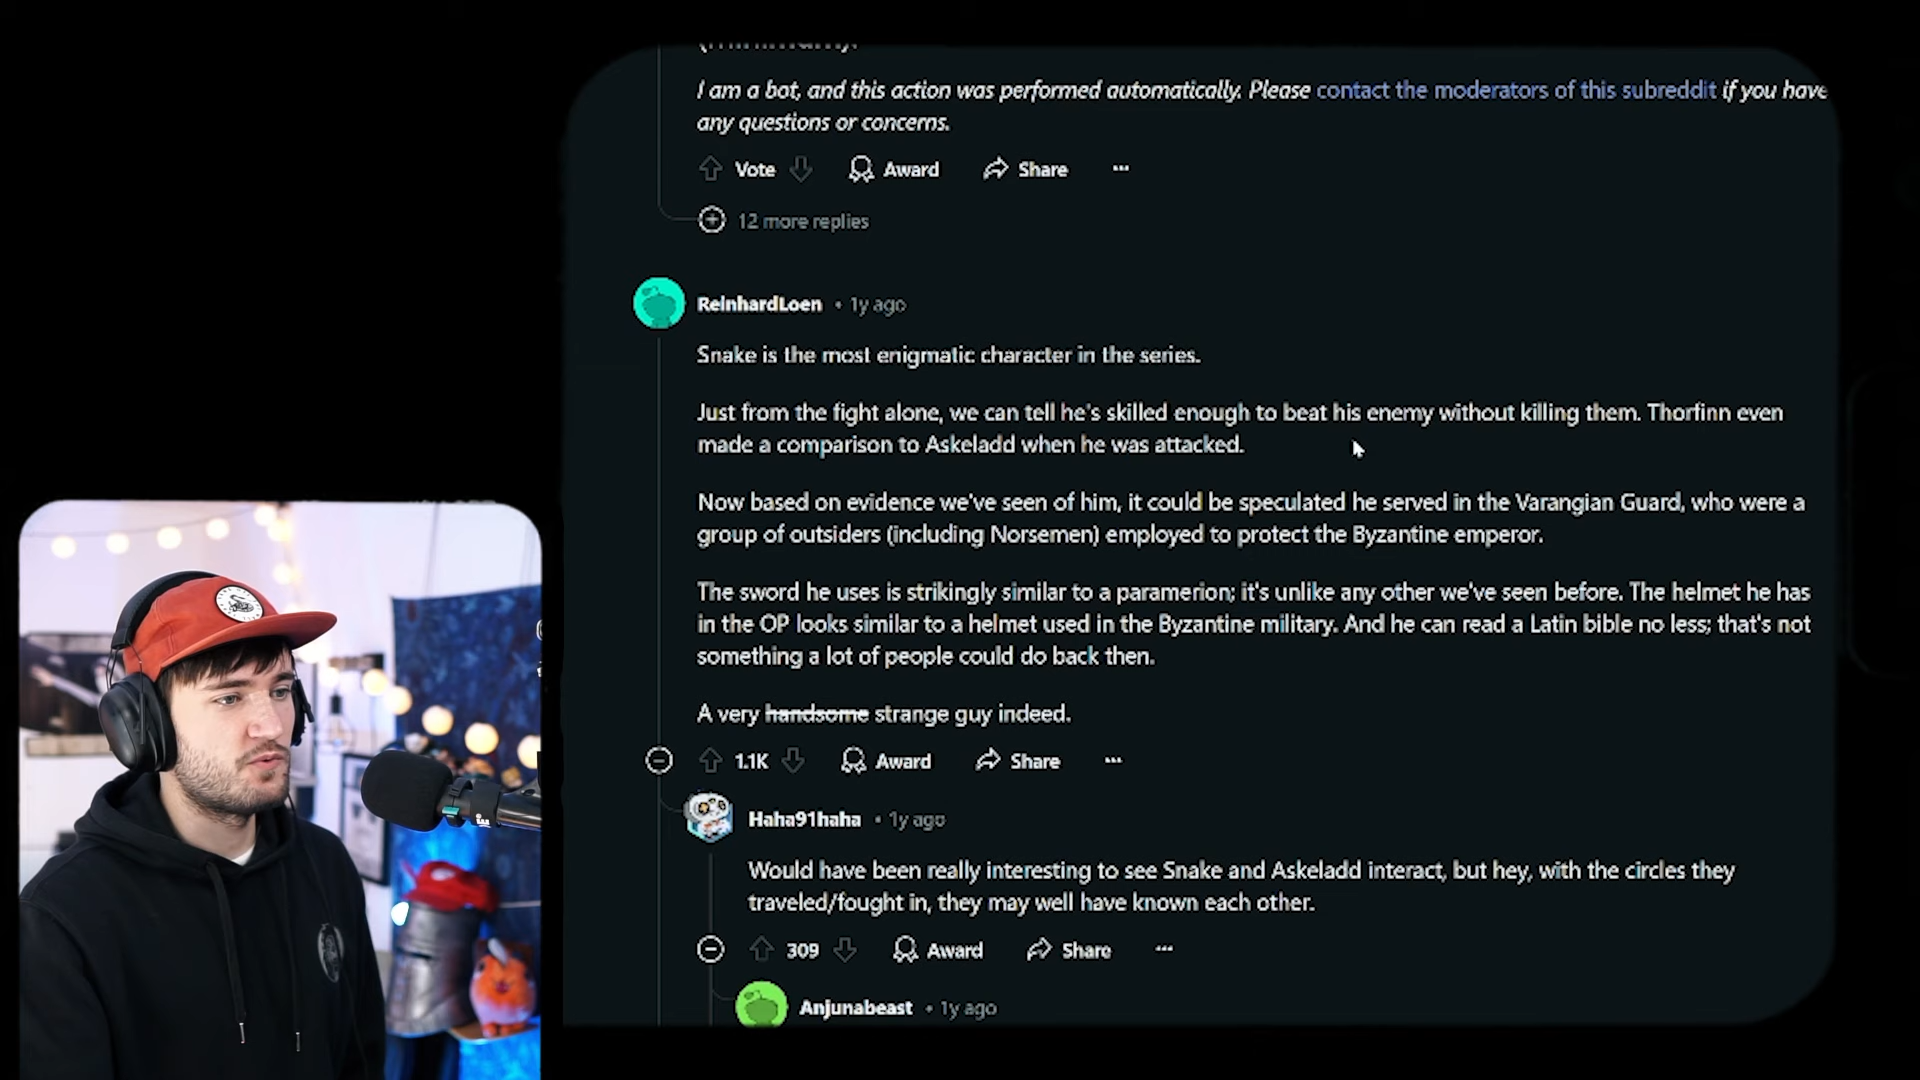 I am a bot, and this action was performed automatically. Please contact the moderators of this subreddit if you have
any questions or concerns.
Vote Award Share ...
12 more replies
ReinhardLoen • 1y ago
Snake is the most enigmatic character in the series.
Just from the fight alone, we can tell he's skilled enough to beat his enemy without killing them. Thorfinn even
made a comparison to Askeladd when he was attacked.
Now based on evidence we've seen of him, it could be speculated he served in the Varangian Guard, who were a
group of outsiders (including Norsemen) employed to protect the Byzantine emperor.
The sword he uses is strikingly similar to a paramerion; it's unlike any other we've seen before. The helmet he has
in the OP looks similar to a helmet used in the Byzantine military. And he can read a Latin bible no less; that's not
something a lot of people could do back then.
A very handsome strange guy indeed.
1.1K Award Share ...
Haha91haha • 1y ago
Would have been really interesting to see Snake and Askeladd interact, but hey, with the circles they
traveled/fought in, they may well have known each other.
309 Award Share ...
Anjunabeast • 1y ago